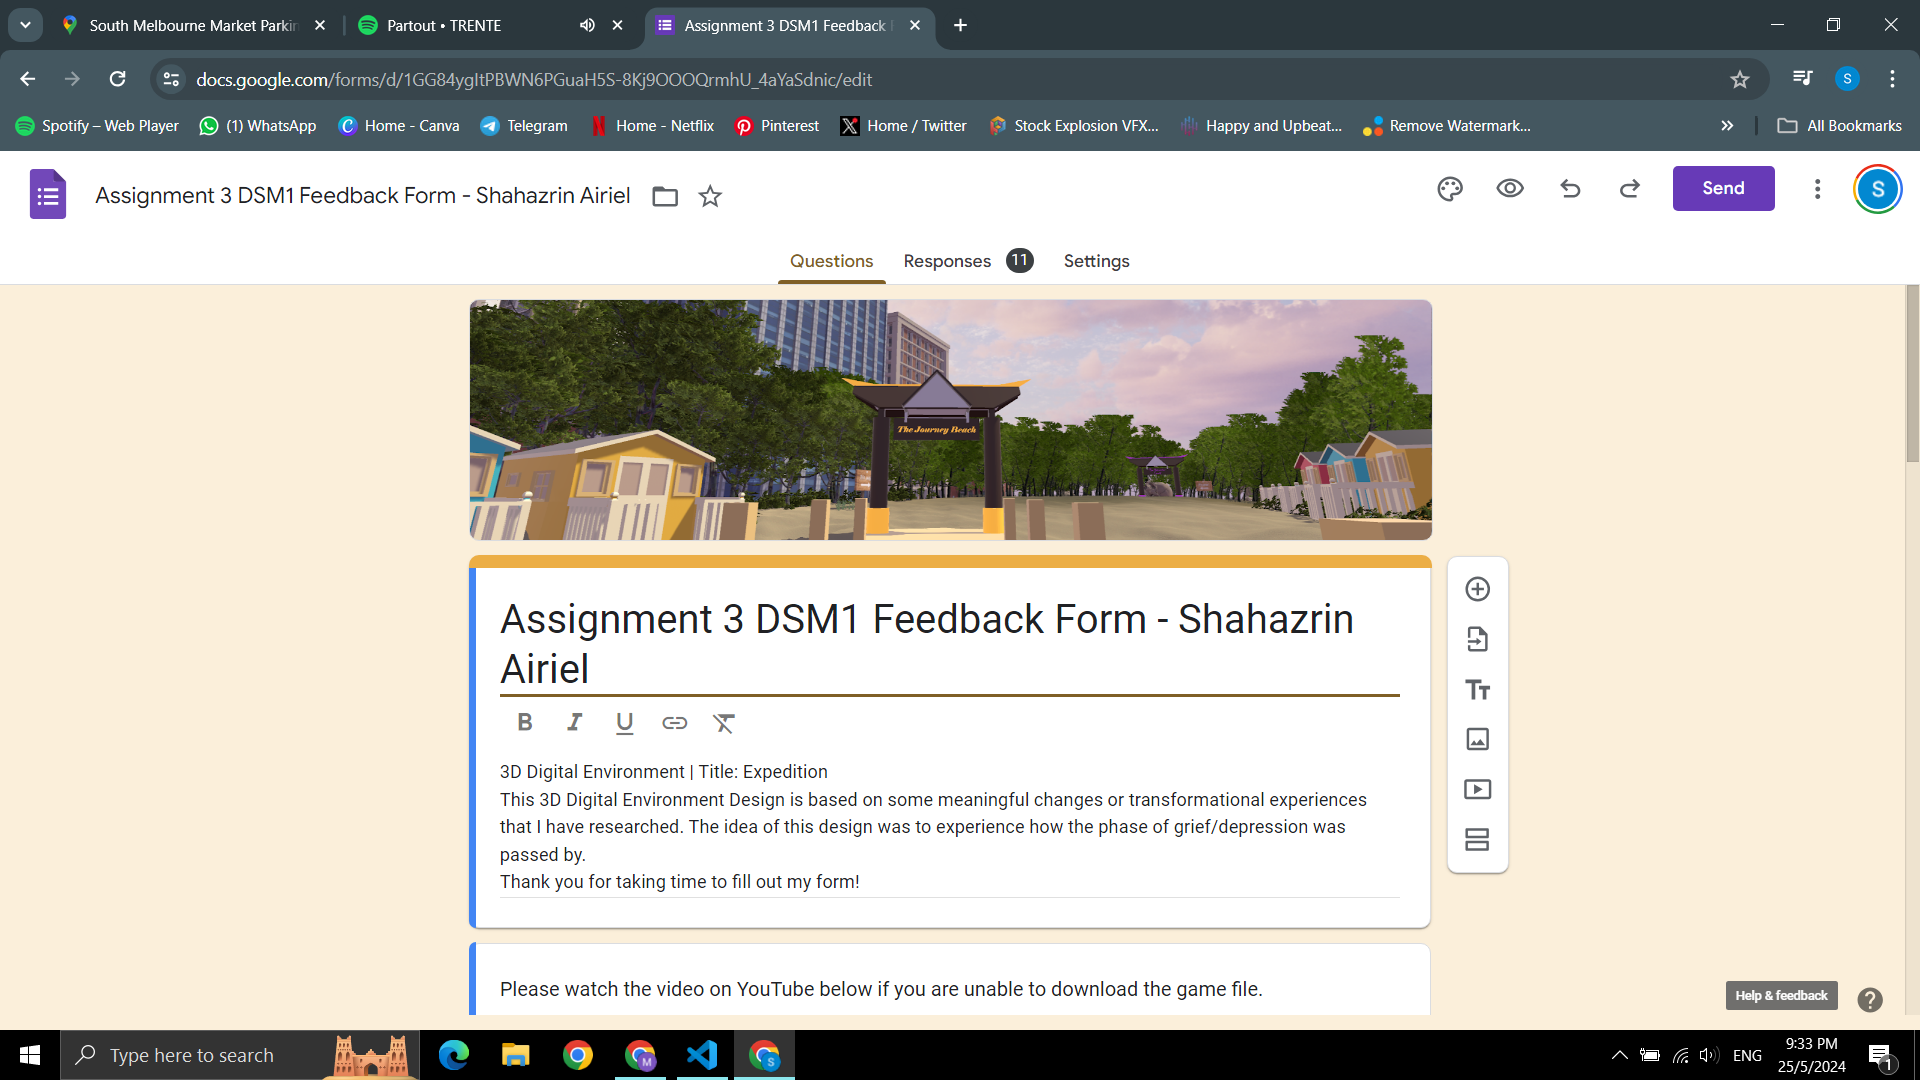 South Melbourne Market Parkin
Partout • TRENTE
Assignment 3 DSM1 Feedback
docs.google.com/forms/d/1GG84ygItPBWN6PGuaH5S-8Kj9OOOQrmhU_4aYaSdnic/edit
S
Spotify – Web Player
(1) WhatsApp
Home - Canva
Telegram
Home - Netflix
Pinterest
Home / Twitter
Stock Explosion VFX...
Happy and Upbeat...
Remove Watermark...
All Bookmarks
Assignment 3 DSM1 Feedback Form - Shahazrin Airiel
Send
S
Questions
Responses 11
Settings
The Journey Beach
Assignment 3 DSM1 Feedback Form - Shahazrin
Airiel
B I U
3D Digital Environment | Title: Expedition
This 3D Digital Environment Design is based on some meaningful changes or transformational experiences
that I have researched. The idea of this design was to experience how the phase of grief/depression was
passed by.
Thank you for taking time to fill out my form!
Please watch the video on YouTube below if you are unable to download the game file.
Help & feedback
Type here to search
M
S
ENG
9:33 PM
25/5/2024
1